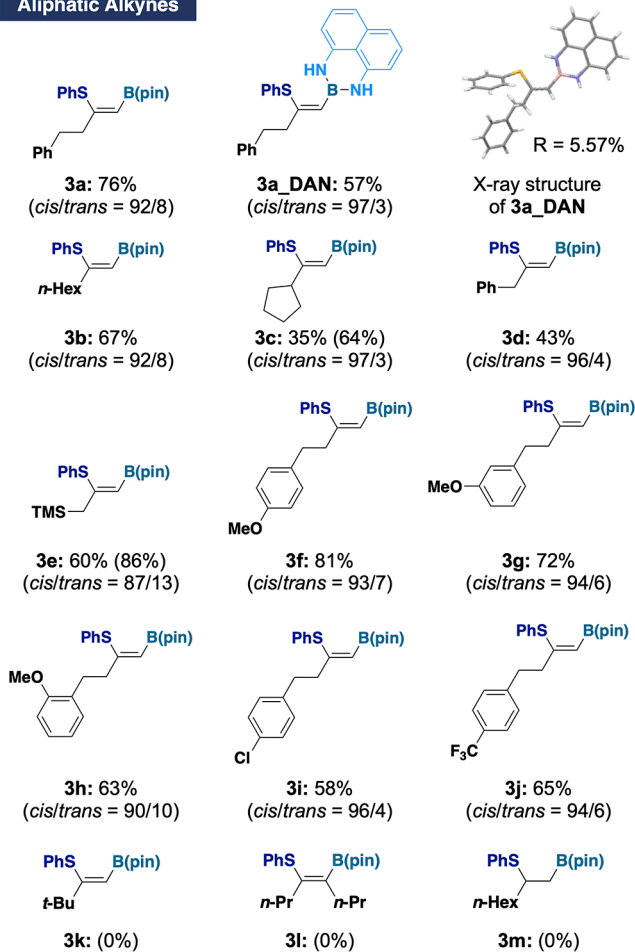 Aliphatic Alkynes
PhS B(pin)
Ph
3a: 76%
(cis/trans = 92/8)
HN
PhS B NH
Ph
3a_DAN: 57%
(cis/trans = 97/3)
R = 5.57%
X-ray structure
of 3a_DAN
PhS B(pin)
n-Hex
3b: 67%
(cis/trans = 92/8)
PhS B(pin)
3c: 35% (64%)
(cis/trans = 97/3)
PhS B(pin)
Ph
3d: 43%
(cis/trans = 96/4)
PhS B(pin)
TMS
3e: 60% (86%)
(cis/trans = 87/13)
PhS B(pin)
MeO
3f: 81%
(cis/trans = 93/7)
PhS B(pin)
MeO
3g: 72%
(cis/trans = 94/6)
PhS B(pin)
MeO
3h: 63%
(cis/trans = 90/10)
PhS B(pin)
Cl
3i: 58%
(cis/trans = 96/4)
PhS B(pin)
F3C
3j: 65%
(cis/trans = 94/6)
PhS B(pin)
t-Bu
3k: (0%)
PhS B(pin)
n-Pr n-Pr
3l: (0%)
PhS B(pin)
n-Hex
3m: (0%)